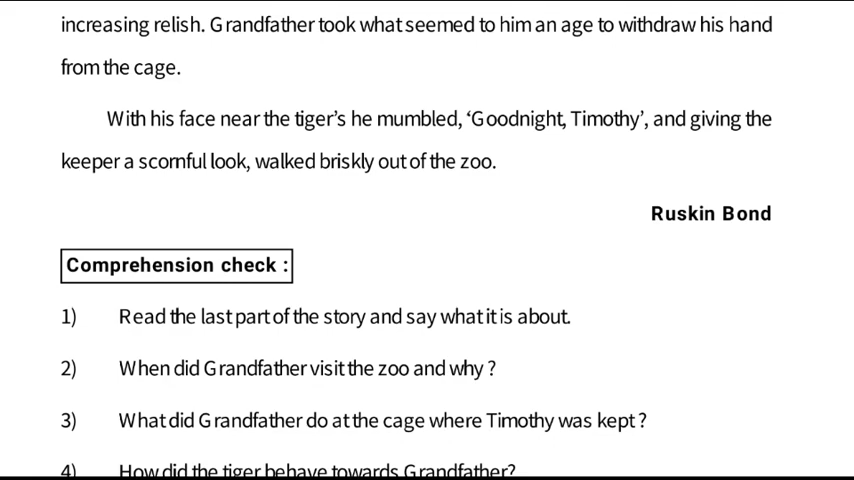 increasing relish. Grandfather took what seemed to him an age to withdraw his hand
from the cage.
With his face near the tiger's he mumbled, ‘Goodnight, Timothy’, and giving the
keeper a scornful look, walked briskly out of the zoo.
Ruskin Bond
Comprehension check :
1) Read the last part of the story and say what it is about.
2) When did Grandfather visit the zoo and why ?
3) What did Grandfather do at the cage where Timothy was kept ?
4) How did the tiger behave towards Grandfather?